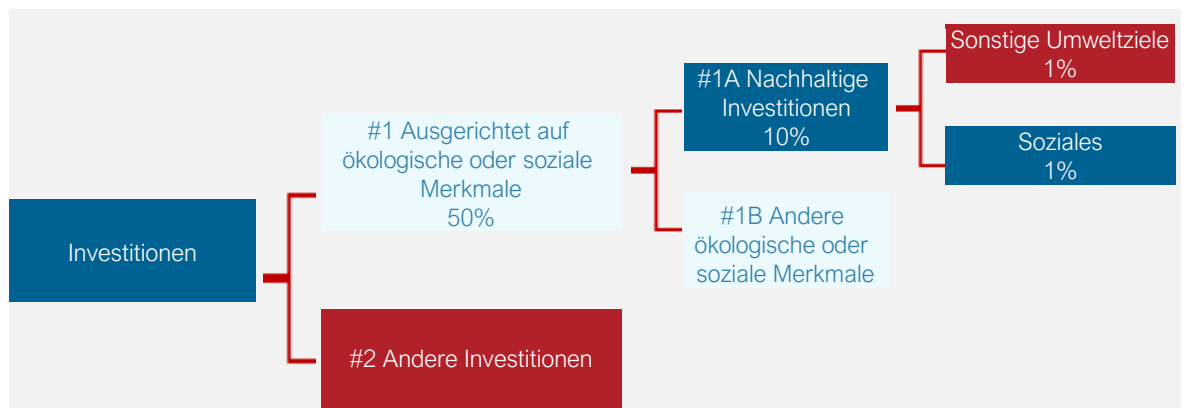 Investitionen
#1 Ausgerichtet auf
ökologische oder soziale
Merkmale
50%
#2 Andere Investitionen
#1A Nachhaltige
Investitionen
10%
#1B Andere
ökologische oder
soziale Merkmale
Sonstige Umweltziele
1%
Soziales
1%